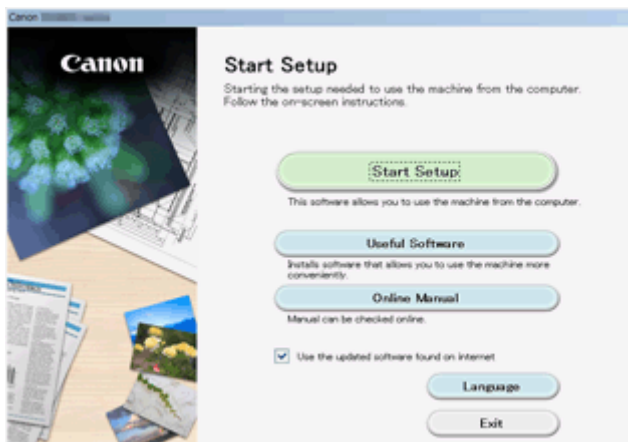 Canon
Canon
Start Setup
Starting the setup needed to use the machine from the computer.
Follow the on-screen instructions.
Start Setup
This software allows you to use the machine from the computer.
Useful Software
Installs software that allows you to use the machine more
conveniently.
Online Manual
Manual can be checked online.
Use the updated software found on internet
Language
Exit